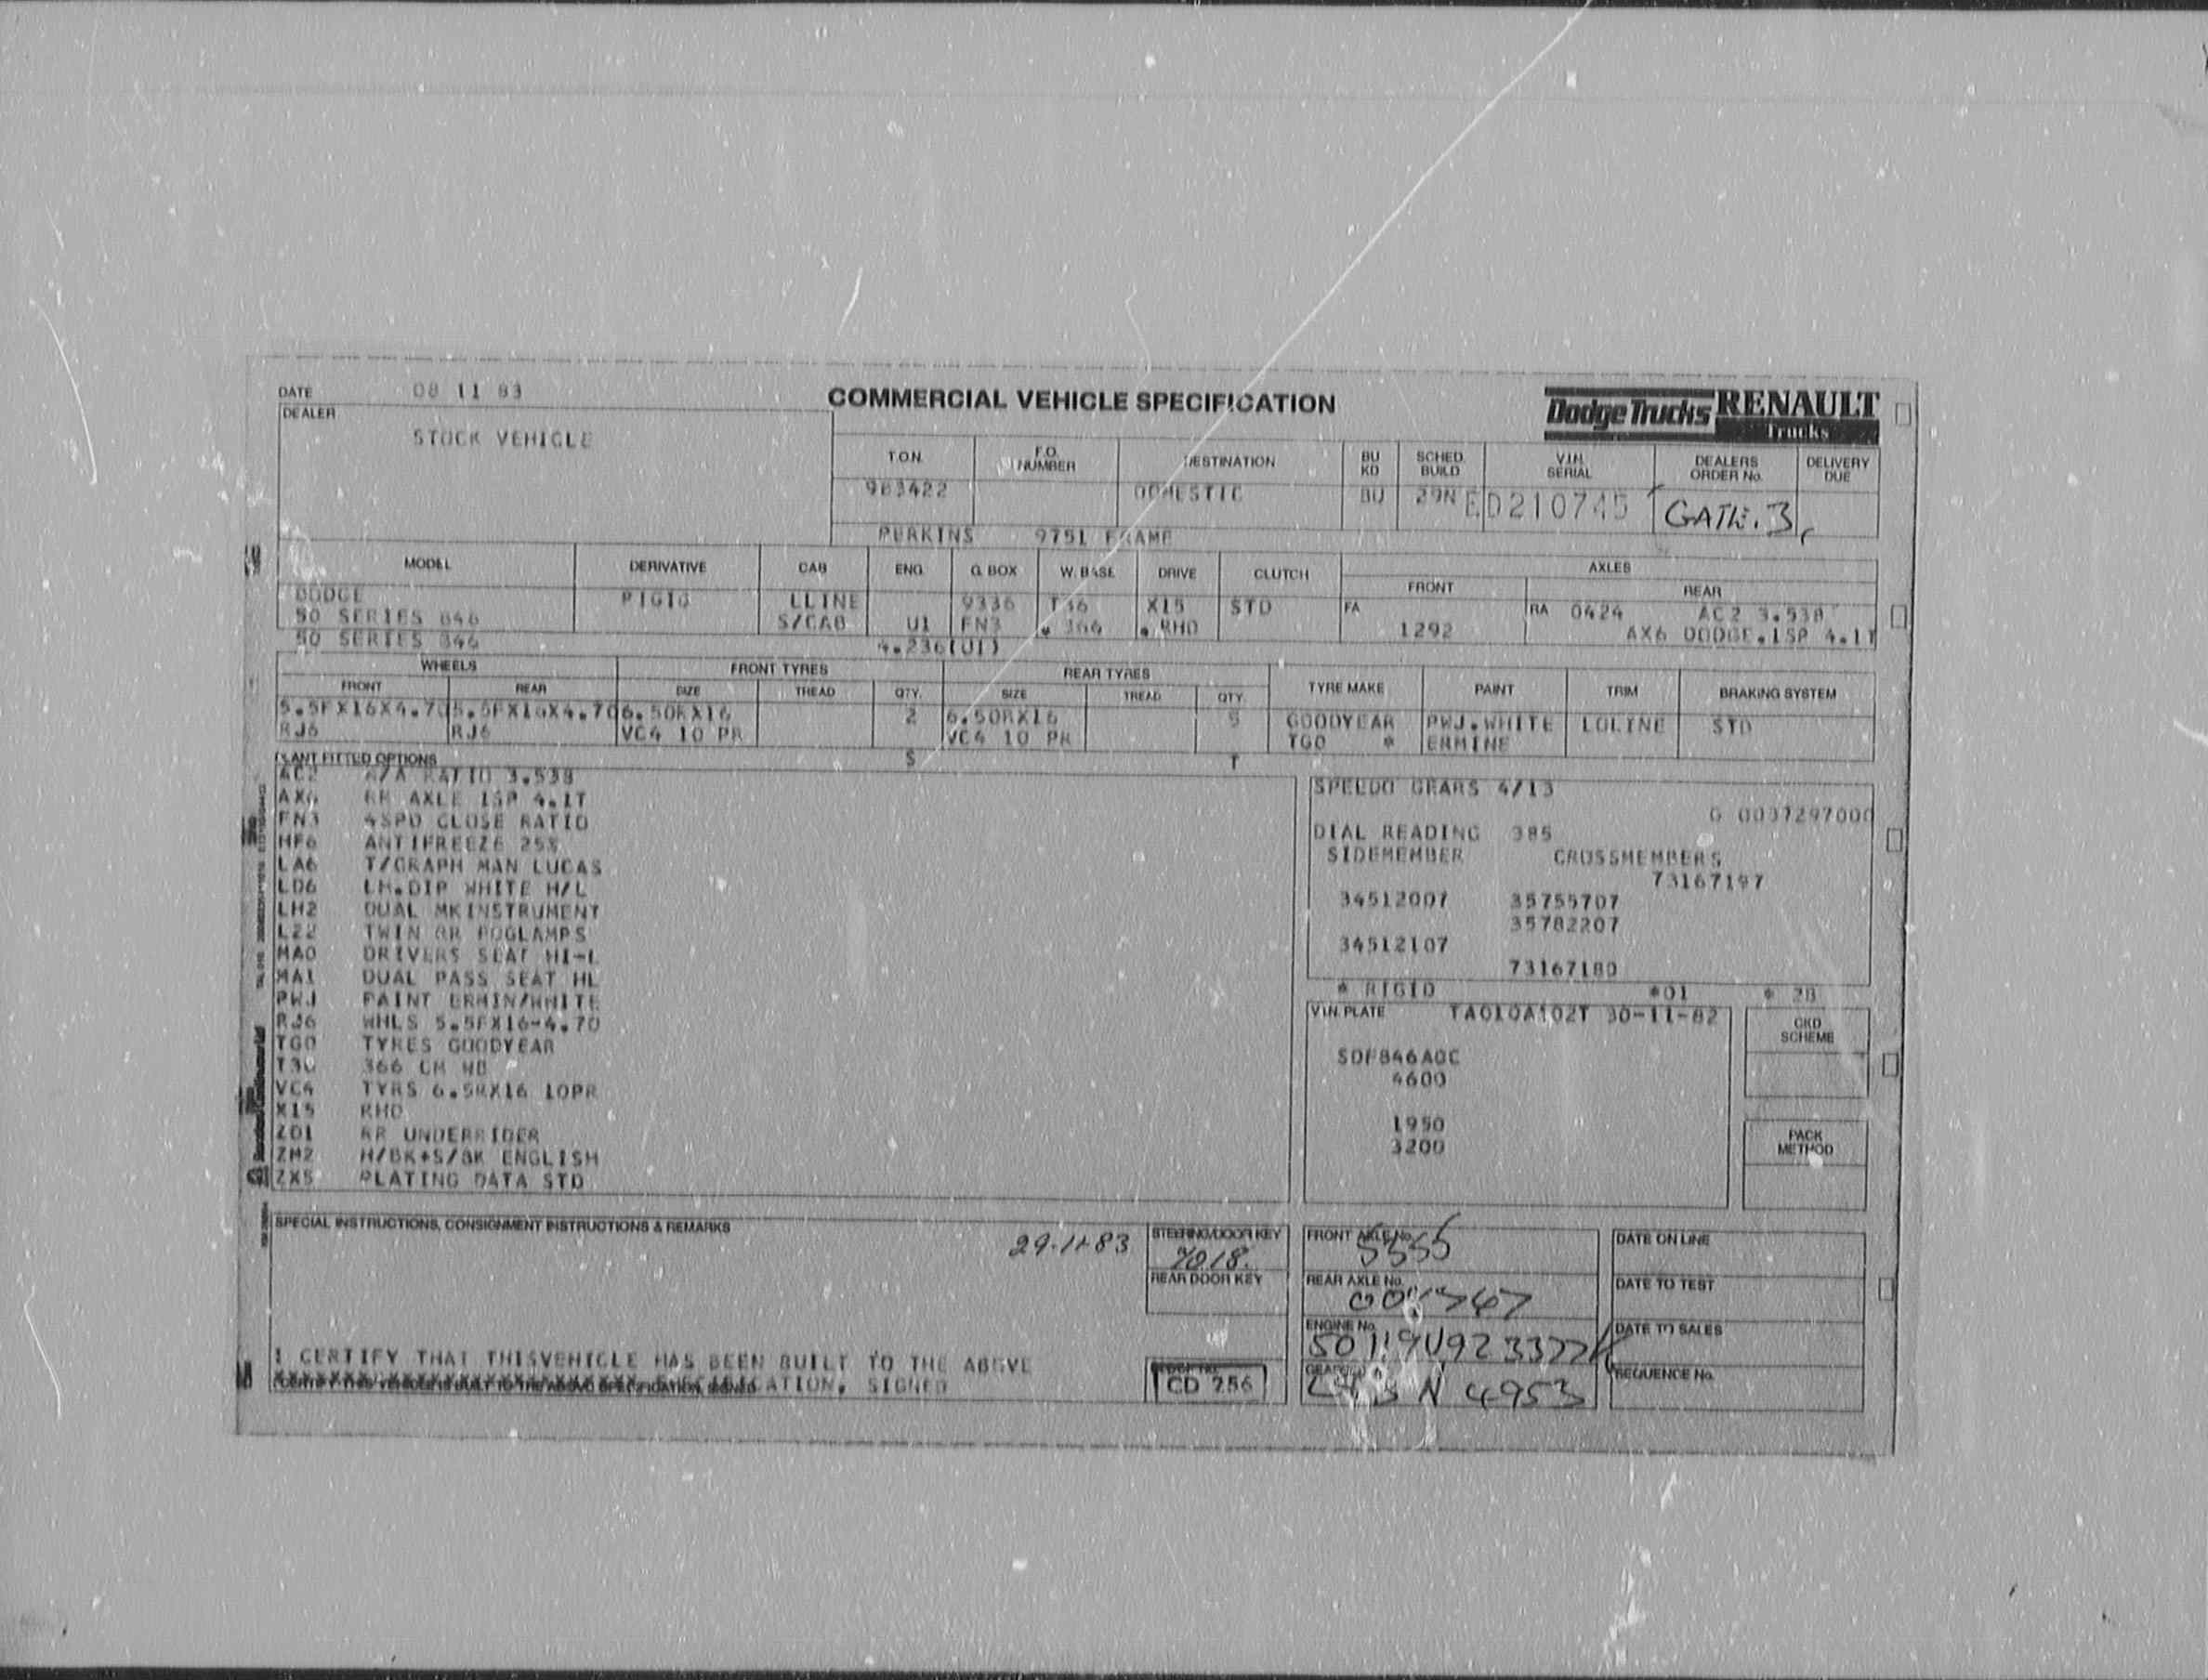 DATE 08 11 83
COMMERCIAL VEHICLE SPECIFICATION
Dodge Trucks RENAULT
Trucks
DEALER
STOCK VEHICLE
T.O.N. F.O. NUMBER DESTINATION BU KD SCHED. BUILD V.I.N. SERIAL DEALERS ORDER No. DELIVERY DUE
983422 DOMESTIC BU 29N ED210745 GATE.3
PERKINS 9751 FRAME
MODEL DERIVATIVE CAB ENG G. BOX W. BASE DRIVE CLUTCH AXLES
FRONT REAR
DODGE RIGID LLINE 9336 T36 X15 STD FA RA 0424 AC2 3.538
50 SERIES 846 S/CAB U1 FN3 . 366 . RHD 1292 AX6 DODGE.1SP 4.1T
50 SERIES 846 4.236(U1)
WHEELS FRONT TYRES REAR TYRES TYRE MAKE PAINT TRIM BRAKING SYSTEM
FRONT REAR SIZE TREAD QTY. SIZE TREAD QTY.
5.5FX16X4.70 5.5FX16X4.70 6.50RX16 2 6.50RX16 5 GOODYEAR PWJ.WHITE LOLINE STD
RJ6 RJ6 VC4 10 PR VC4 10 PR TGO * ERMINE
PLANT FITTED OPTIONS S T
AC2 R/A RATIO 3.538
AX6 RR AXLE 1SP 4.1T
FN3 4SPD CLOSE RATIO
HF6 ANTIFREEZE 25%
LA6 T/GRAPH MAN LUCAS
LD6 LH.DIP WHITE H/L
LH2 DUAL MKINSTRUMENT
LZ2 TWIN RR FOGLAMPS
MA0 DRIVERS SEAT HI-L
MA1 DUAL PASS SEAT HL
PWJ PAINT ERMIN/WHITE
RJ6 WHLS 5.5FX16-4.70
TGO TYRES GOODYEAR
366 CM WB
VC4 TYRS 6.5RX16 10PR
X15 RHD
ZD1 RR UNDERRIDER
ZM2 H/BK+S/BK ENGLISH
ZX5 PLATING DATA STD
SPEEDO GEARS 4/13
G 0037297000
DIAL READING 385
SIDEMEMBER CROSSMEMBERS
73167197
34512007 35755707
35782207
34512107
73167180
* RIGID *01 * 2B
V.I.N. PLATE TA010A102T 30-11-82 CKD SCHEME
SDF846A0C
4600
1950
3200
PACK METHOD
SPECIAL INSTRUCTIONS, CONSIGNMENT INSTRUCTIONS & REMARKS
29.11.83
STEERING/DOOR KEY
7018.
REAR DOOR KEY
FRONT AXLE No.
5555
REAR AXLE No.
ENGINE No.
DATE ON LINE
DATE TO TEST
DATE TO SALES
SEQUENCE No.
I CERTIFY THAT THISVEHICLE HAS BEEN BUILT TO THE ABOVE
SPECIFICATION, SIGNED
CD 756
N 4953